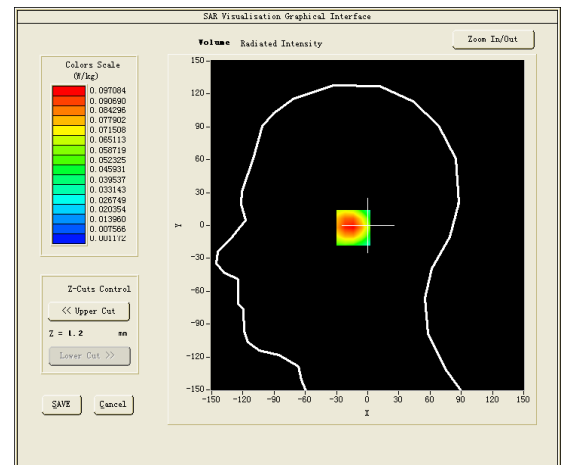 SAR Visualisation Graphical Interface
Volume Radiated Intensity
Zoom In/Out
Colors Scale
(W/kg)
0.097084
0.090690
0.084296
0.077902
0.071508
0.065113
0.058719
0.052325
0.045931
0.039537
0.033143
0.026749
0.020354
0.013960
0.007566
0.001172
Z-Cuts Control
<< Upper Cut
Z = 1.2 mm
Lower Cut >>
SAVE Cancel
150
120
90
60
30
Y 0
-30
-60
-90
-120
-150
-150 -120 -90 -60 -30 0 30 60 90 120 150
X